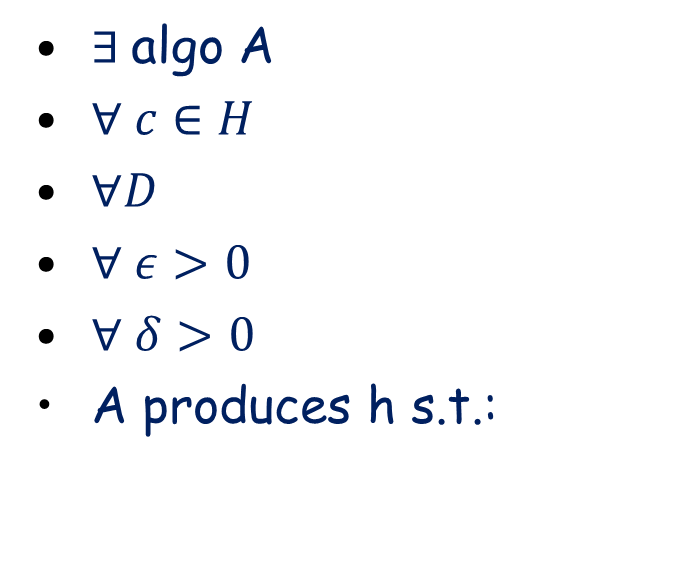 • ∃ algo A
• ∀ c ∈ H
• ∀D
• ∀ ϵ > 0
• ∀ δ > 0
• A produces h s.t.: